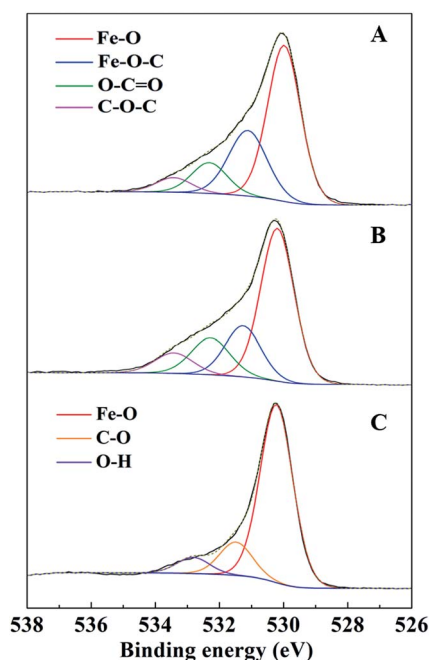 A
Fe-O
Fe-O-C
O-C=O
C-O-C
B
C
Fe-O
C-O
O-H
538 536 534 532 530 528 526
Binding energy (eV)